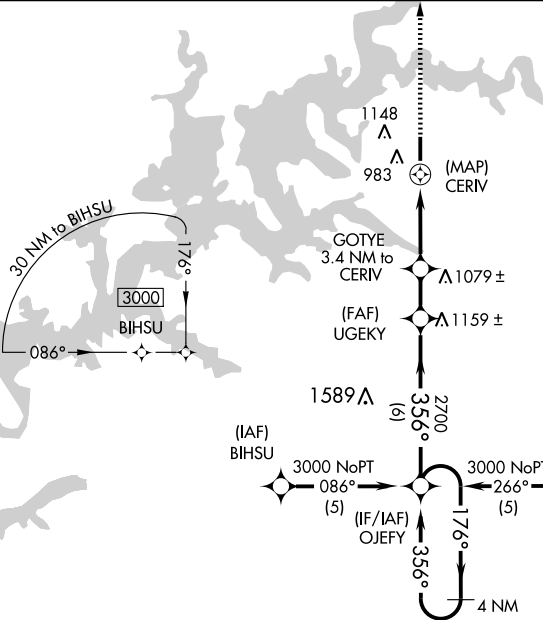 1148
983
(MAP)
CERIV
30 NM to BIHSU
176°
3000
BIHSU
086°
GOTYE
3.4 NM to
CERIV
1079 ±
(FAF)
UGEKY
1159 ±
1589
356°
(6)
2700
(IAF)
BIHSU
3000 NoPT
086°
(5)
3000 NoPT
266°
(5)
(IF/IAF)
OJEFY
356°
176°
4 NM